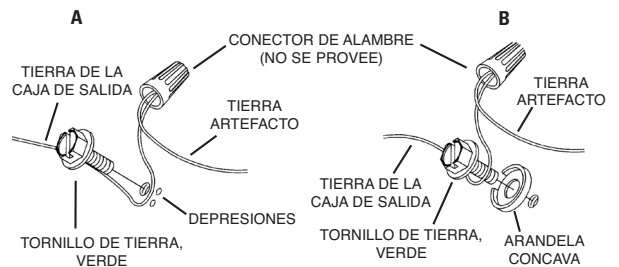 A
B
CONECTOR DE ALAMBRE
(NO SE PROVEE)
TIERRA DE LA
CAJA DE SALIDA
TIERRA
ARTEFACTO
TIERRA
ARTEFACTO
DEPRESIONES
TORNILLO DE TIERRA,
VERDE
TIERRA DE LA
CAJA DE SALIDA
TORNILLO DE TIERRA,
VERDE
ARANDELA
CONCAVA